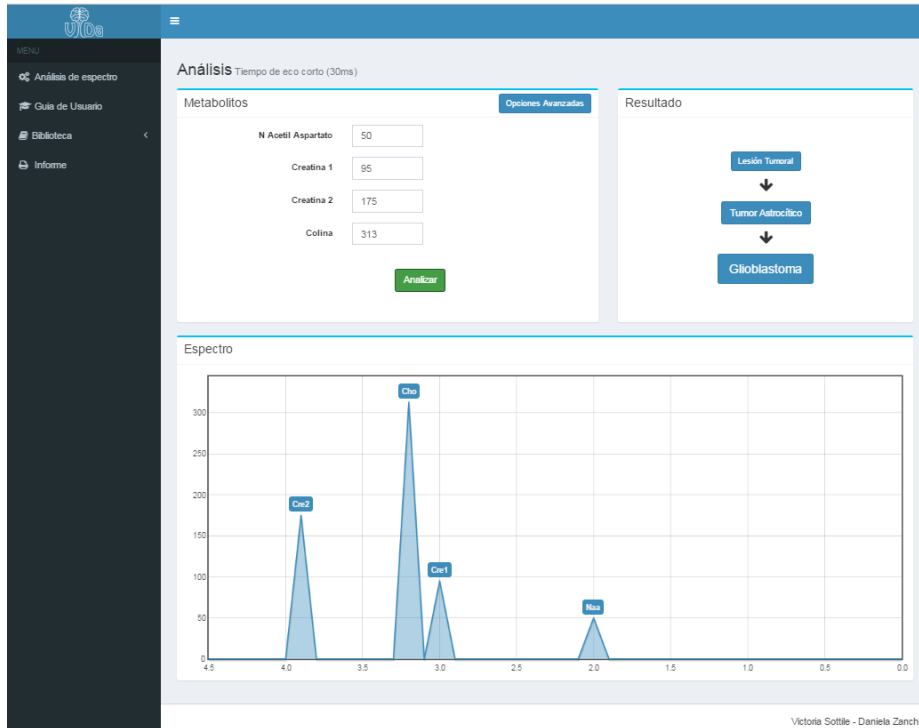 VIDa
MENU
Análisis de espectro
Guia de Usuario
Biblioteca
Informe
Análisis Tiempo de eco corto (30ms)
Metabolitos
Opciones Avanzadas
N Acetil Aspartato 50
Creatina 1 95
Creatina 2 175
Colina 313
Analizar
Resultado
Lesión Tumoral
Tumor Astrocítico
Glioblastoma
Espectro
Cho
Cre2
Cre1
Naa
300
250
200
150
100
50
0
4.5 4.0 3.5 3.0 2.5 2.0 1.5 1.0 0.5 0.0
Victoria Sottile - Daniela Zanch